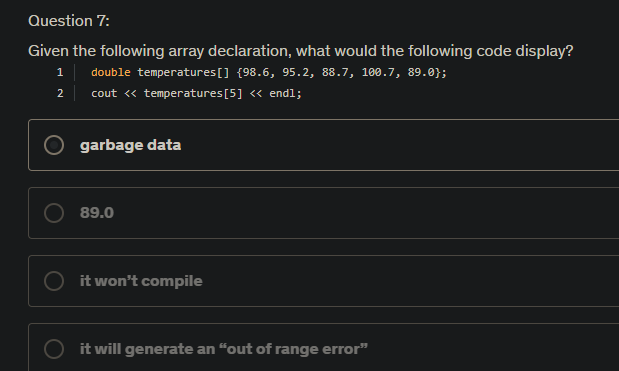 Question 7:
Given the following array declaration, what would the following code display?
1 double temperatures[] {98.6, 95.2, 88.7, 100.7, 89.0};
2 cout << temperatures[5] << endl;
garbage data
89.0
it won’t compile
it will generate an “out of range error”